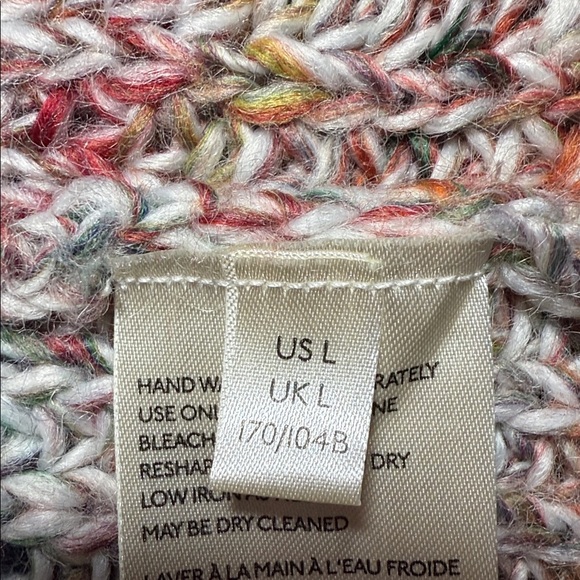 US L
UK L
170/104B
HAND
RATELY
USE
BLEACH
DRY
LOW IRON
MAY BE DRY CLEANED
LAVER À LA MAIN À L'EAU FROIDE